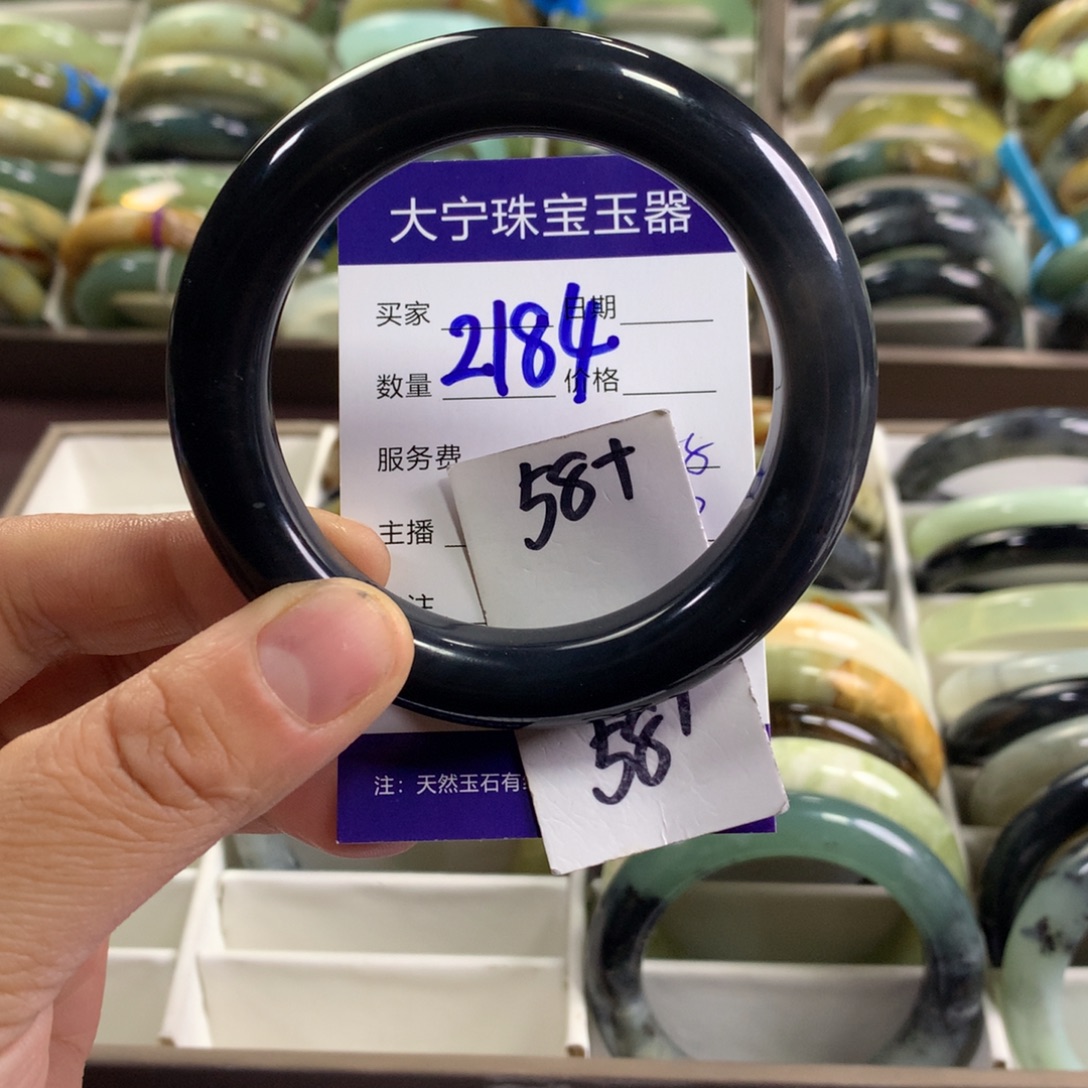 大宁珠宝玉器
买家 2184 日期
数量 价格
服务费
58+
主播
注
58+
注：天然玉石有